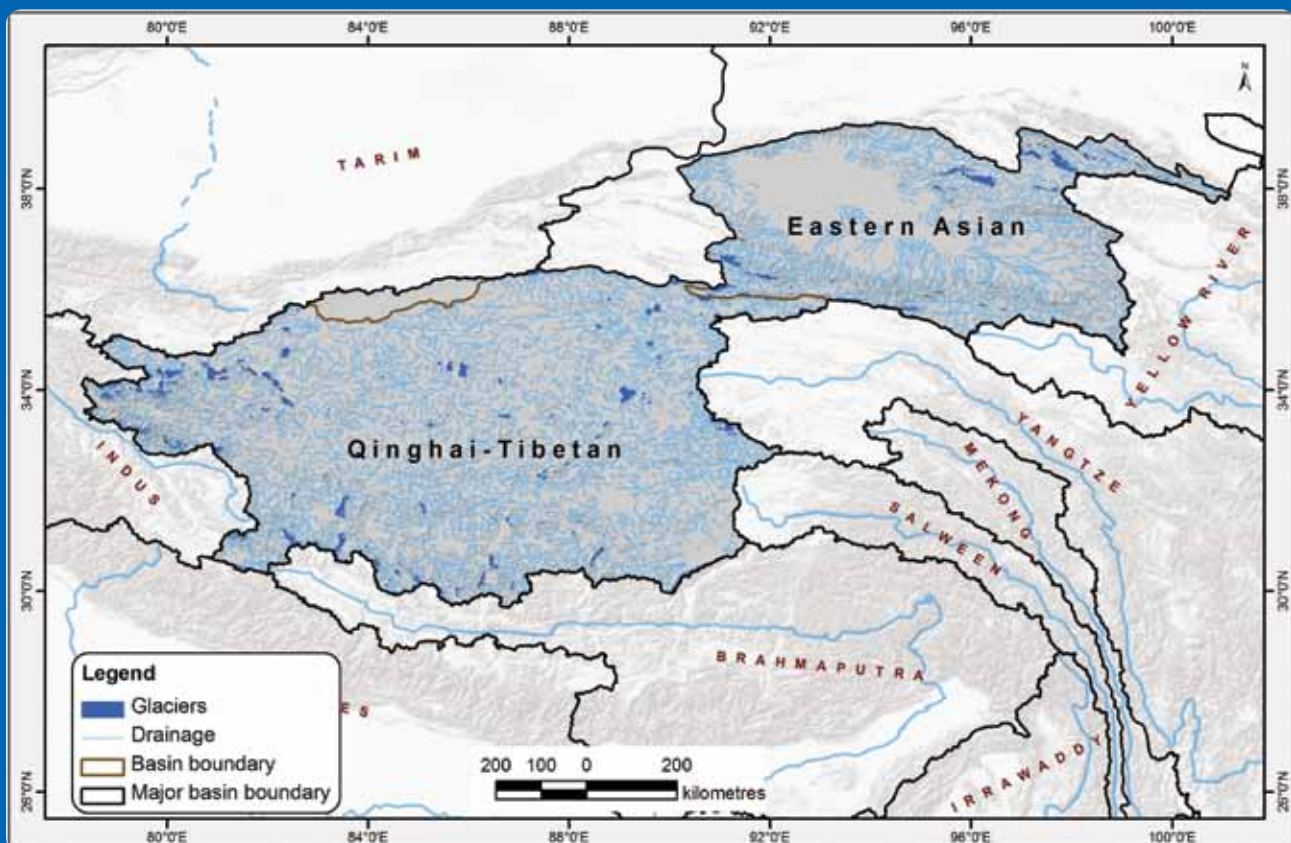 80°0'E 84°0'E 88°0'E 92°0'E 96°0'E 100°0'E
N
TARIM
38°0'N
38°0'N
Eastern Asian
YELLOW RIVER
34°0'N
34°0'N
Qinghai-Tibetan
INDUS
YANGTZE
MEKONG
SALWEEN
30°0'N
30°0'N
BRAHMAPUTRA
IRRAWADDY
ES
Legend
Glaciers
Drainage
Basin boundary
Major basin boundary
200 100 0 200
kilometres
26°0'N
26°0'N
80°0'E 84°0'E 88°0'E 92°0'E 96°0'E 100°0'E